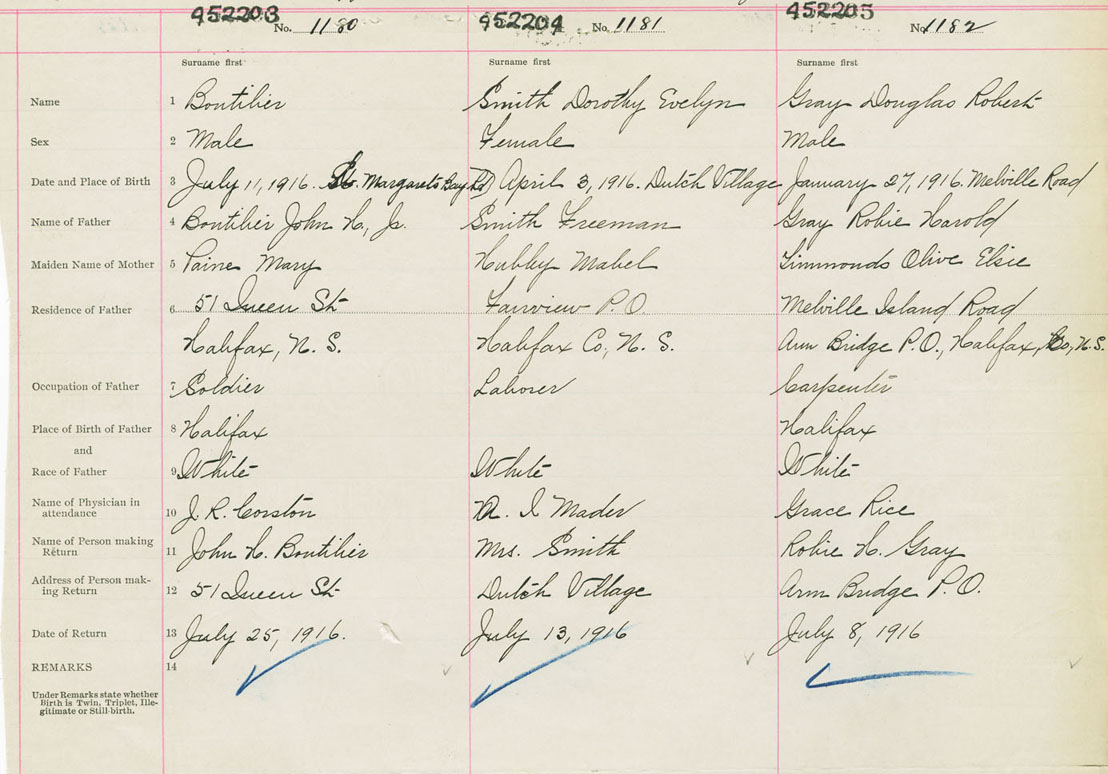 452203 No. 1180 452204 No. 1181 452205 No. 1182
Surname first Surname first Surname first
Name 1 Boutilier Smith Dorothy Evelyn Gray Douglas Robert
Sex 2 Male Female Male
Date and Place of Birth 3 July 11, 1916. St. Margarets Bay Rd April 3, 1916. Dutch Village January 27, 1916. Melville Road
Name of Father 4 Boutilier John H., Jr. Smith Freeman Gray Robie Harold
Maiden Name of Mother 5 Paine Mary Hubley Mabel Simmonds Olive Elsie
Residence of Father 6 51 Queen St Fairview P.O. Melville Island Road
Halifax, N. S. Halifax Co, N. S. Arm Bridge P.O., Halifax, Co, N.S.
Occupation of Father 7 Soldier Laborer Carpenter
Place of Birth of Father 8 Halifax Halifax
and
Race of Father 9 White White White
Name of Physician in
attendance 10 J. R. Corston A. I Mader Grace Rice
Name of Person making
Return 11 John H. Boutilier Mrs. Smith Robie H. Gray
Address of Person mak-
ing Return 12 51 Queen St Dutch Village Arm Bridge P.O.
Date of Return 13 July 25, 1916. July 13, 1916 July 8, 1916
REMARKS 14
Under Remarks state whether
Birth is Twin, Triplet, Ille-
gitimate or Still-birth.